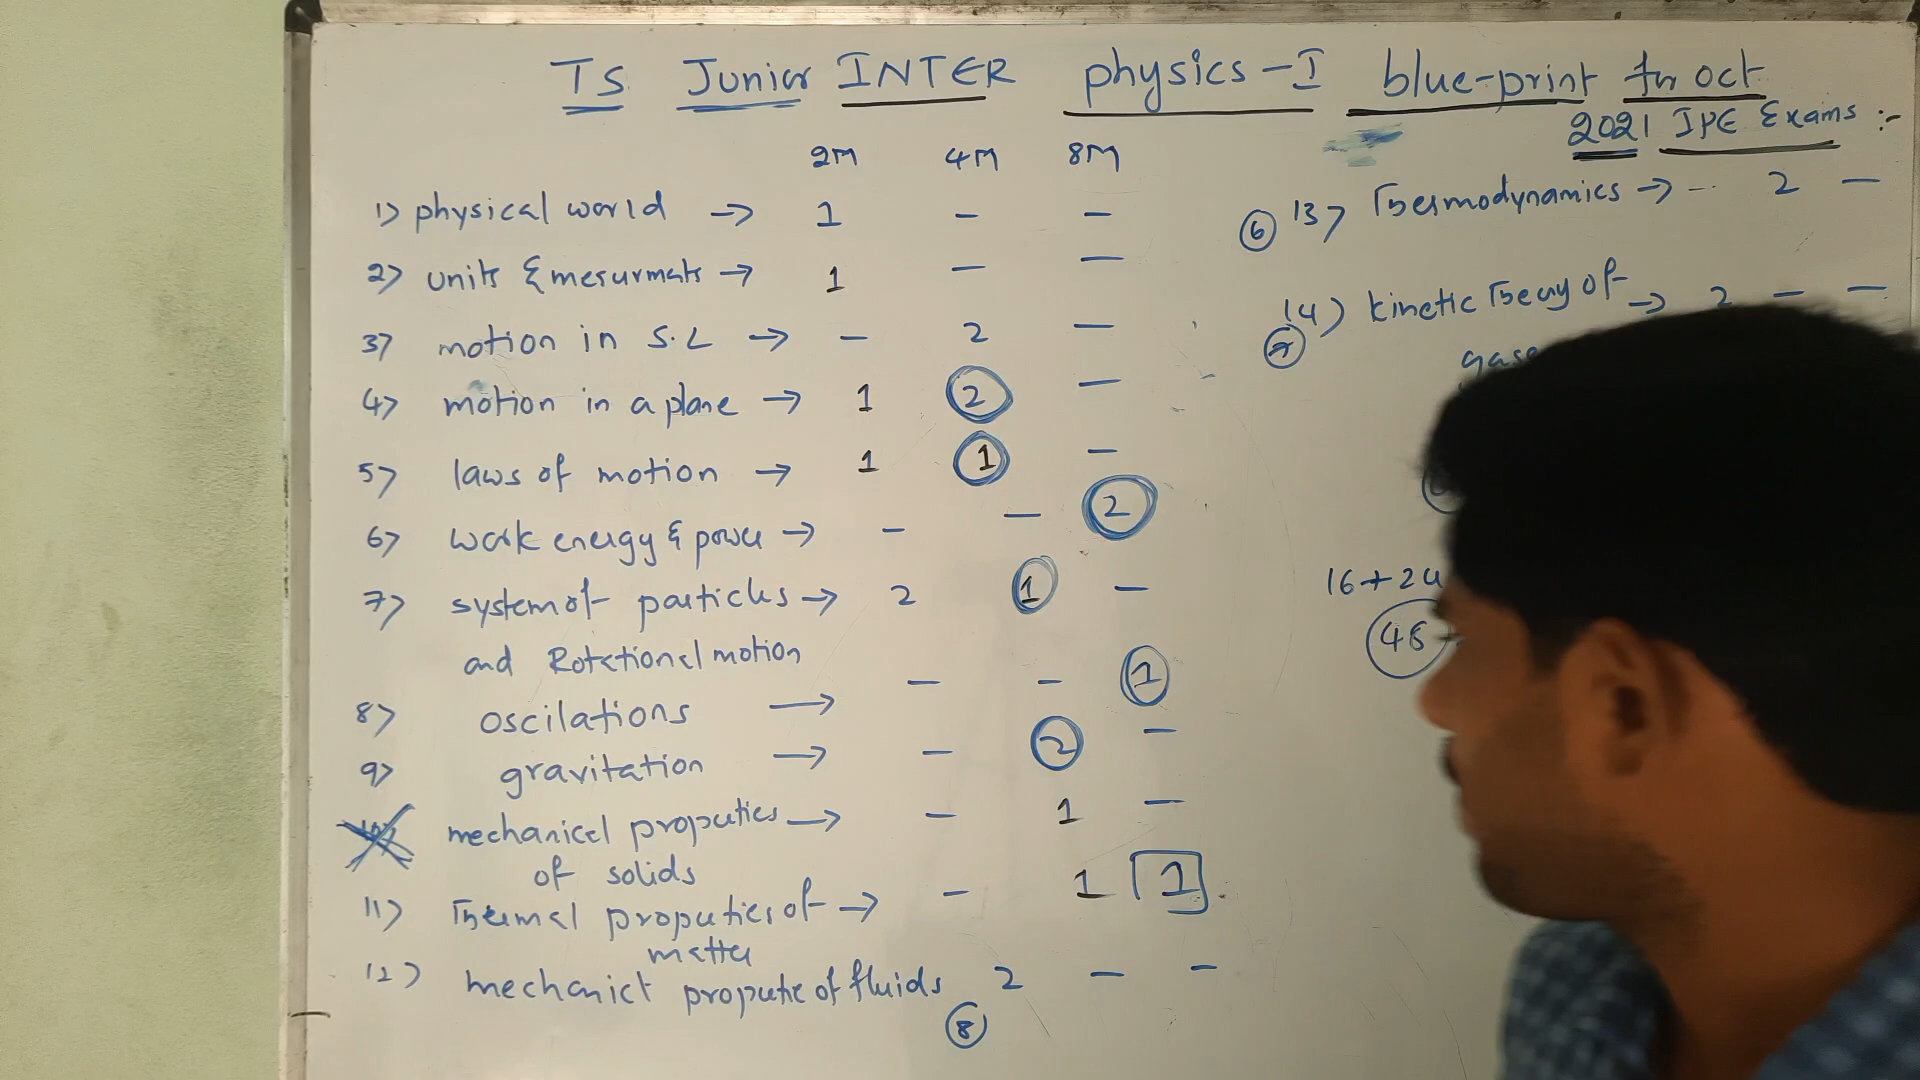 TS Junior INTER physics-I blue-print for oct
2021 IPE Exams :-
2M 4M 8M
1) physical world → 1 - -
2) units & mesurmats → 1 - -
3) motion in S.L → - 2 -
4) motion in a plane → 1 2 -
5) laws of motion → 1 1 -
6) work energy & power → - - 2
7) system of particles → 2 1 -
and Rotational motion
8) oscilations → - - 1
9) gravitation → - 2 -
10) mechanical properties → - 1 -
of solids
11) Thermal properties of → - 1 1
matter
12) mechanict propertie of fluids 2 - -
8
6 13) Thermodynamics → - 2 -
14) kinetic Theory of → 2 - -
gase
16+24
48